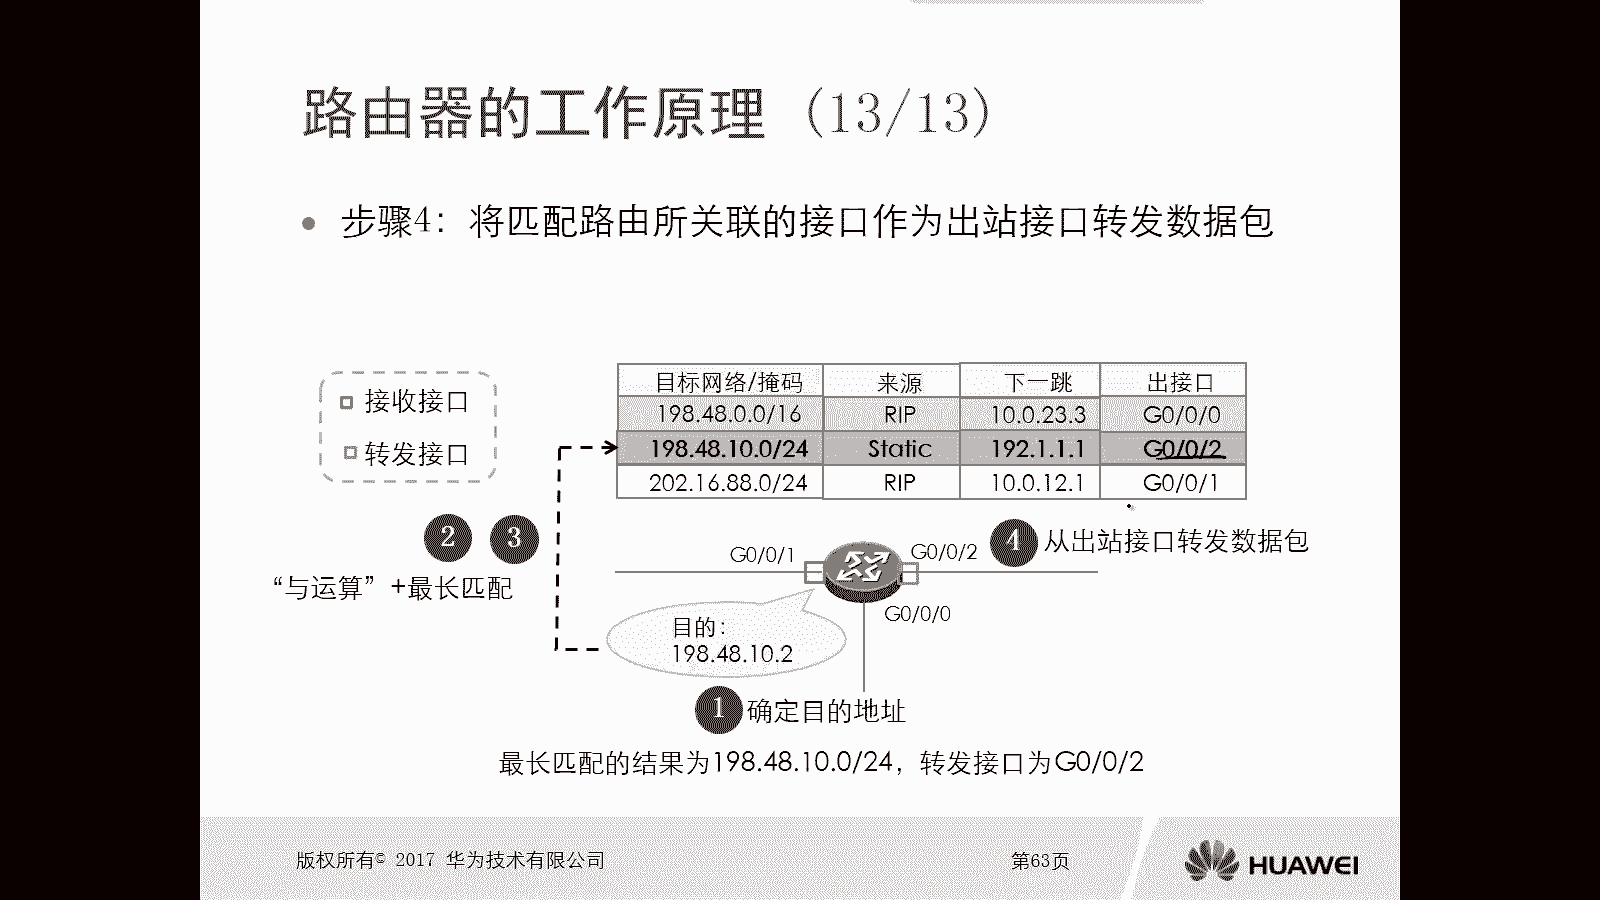 路由器的工作原理 (13/13)
步骤4：将匹配路由所关联的接口作为出站接口转发数据包
接收接口
转发接口
目标网络/掩码 来源 下一跳 出接口
198.48.0.0/16 RIP 10.0.23.3 G0/0/0
198.48.10.0/24 Static 192.1.1.1 G0/0/2
202.16.88.0/24 RIP 10.0.12.1 G0/0/1
2 3
“与运算”+最长匹配
G0/0/1
G0/0/2
G0/0/0
4 从出站接口转发数据包
目的：
198.48.10.2
1 确定目的地址
最长匹配的结果为198.48.10.0/24，转发接口为G0/0/2
版权所有© 2017 华为技术有限公司
第63页
HUAWEI